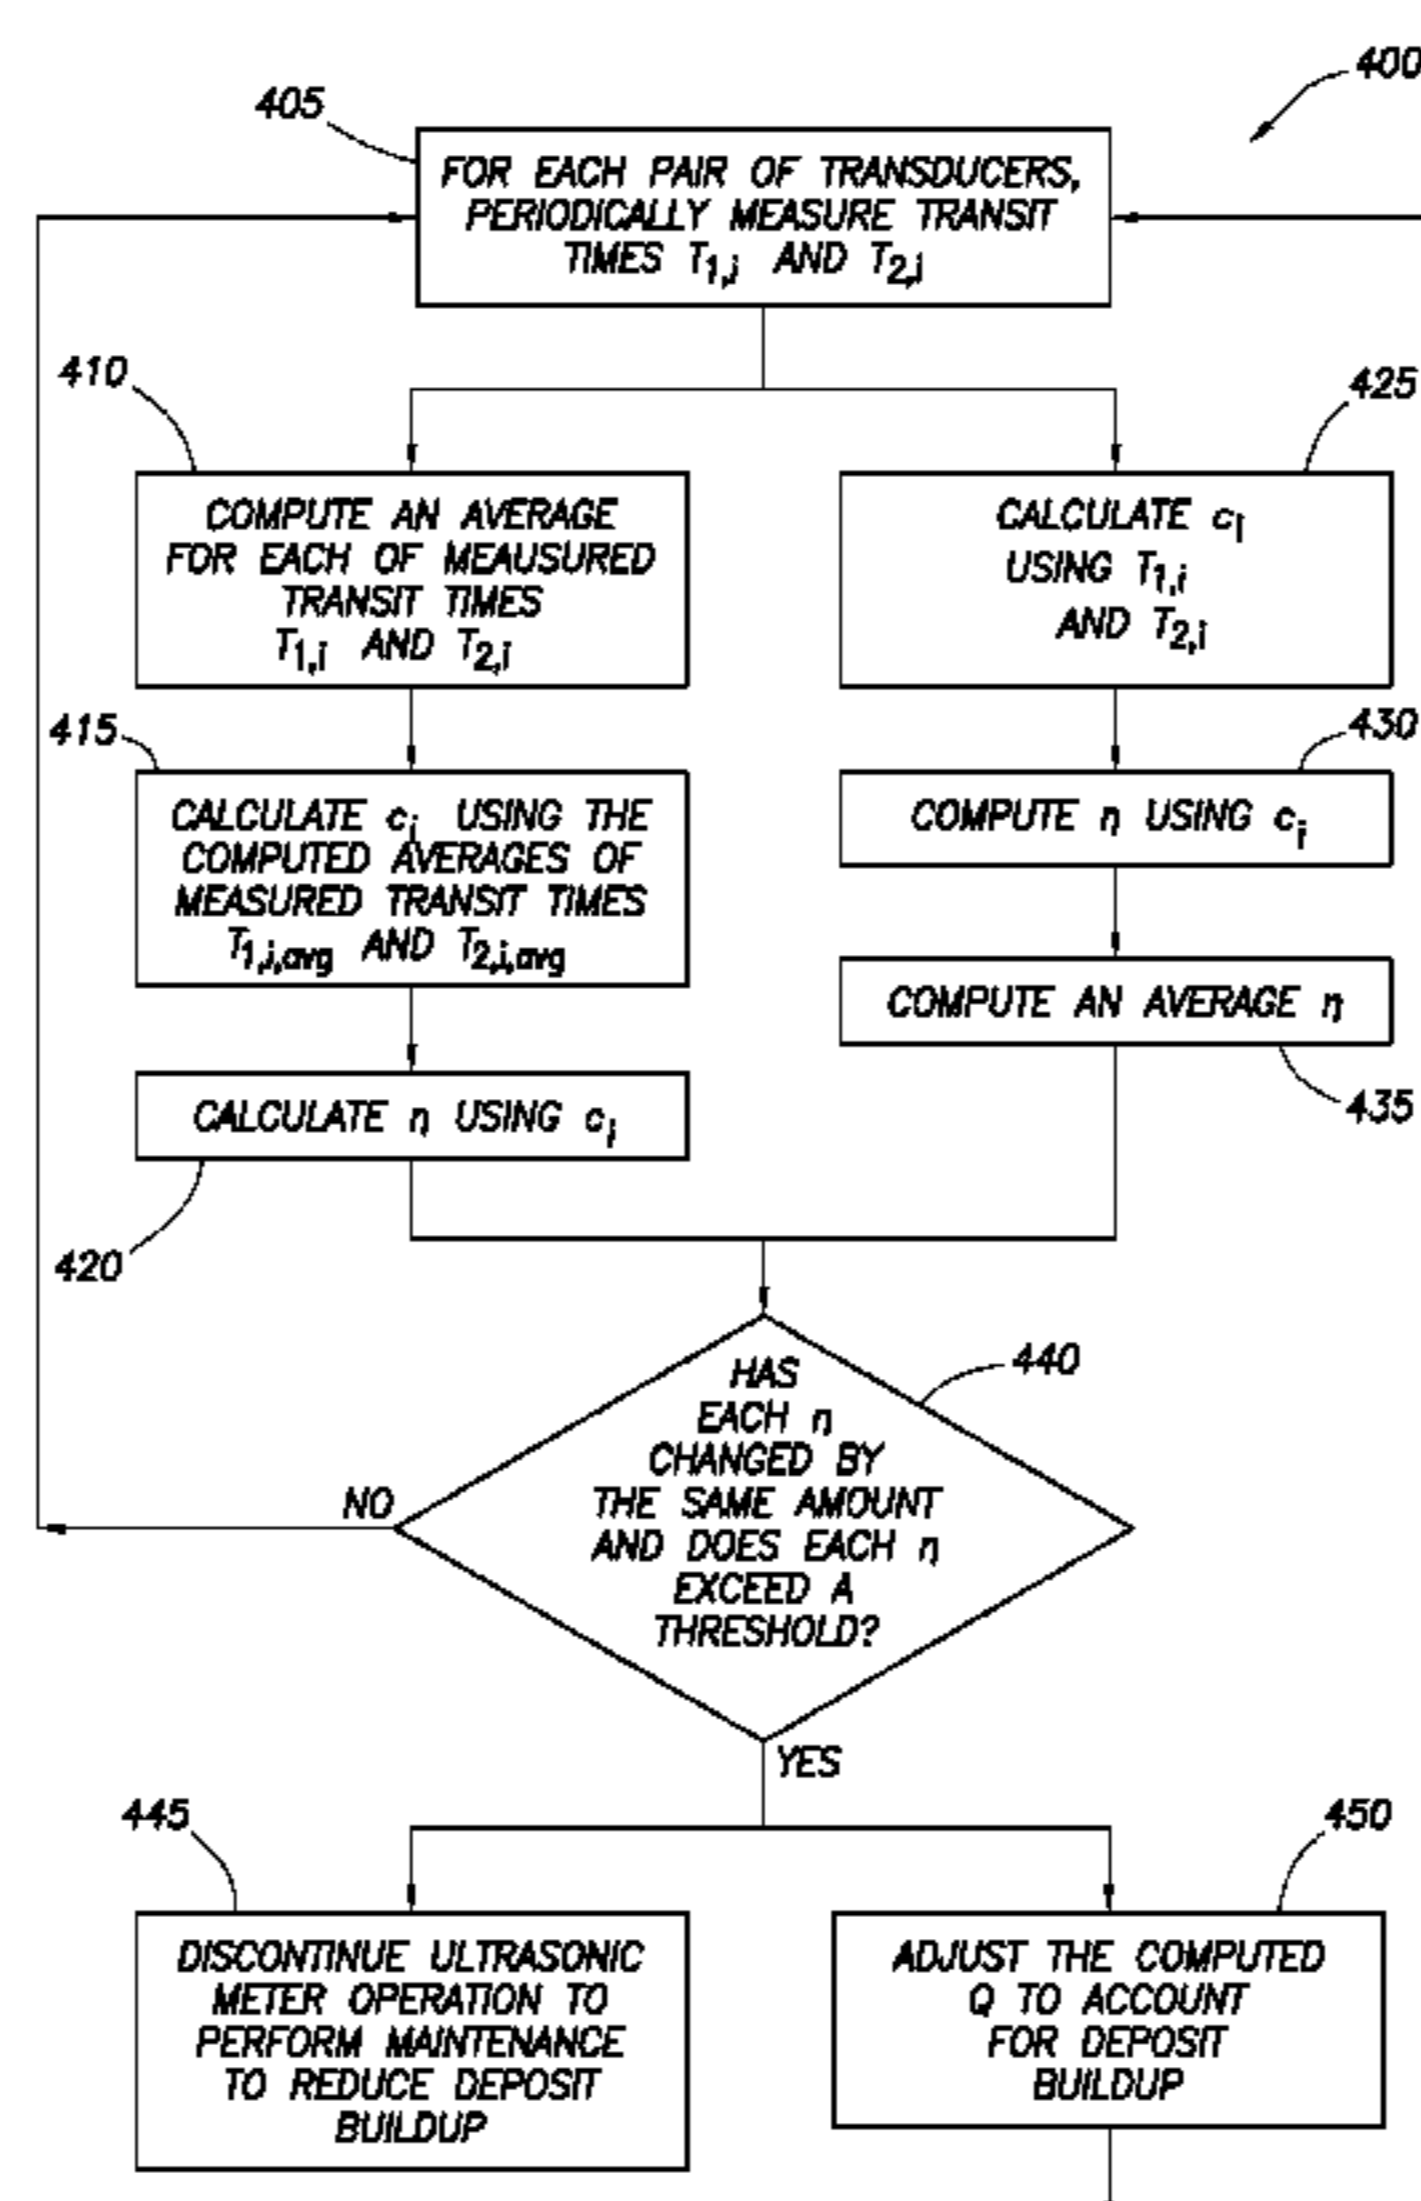 400
405
FOR EACH PAIR OF TRANSDUCERS,
PERIODICALLY MEASURE TRANSIT
TIMES T1,i AND T2,i
410
COMPUTE AN AVERAGE
FOR EACH OF MEAUSURED
TRANSIT TIMES
T1,i AND T2,i
425
CALCULATE ci
USING T1,i
AND T2,i
415
CALCULATE ci USING THE
COMPUTED AVERAGES OF
MEASURED TRANSIT TIMES
T1,i,avg AND T2,i,avg
430
COMPUTE η USING ci
COMPUTE AN AVERAGE η
435
CALCULATE η USING ci
420
HAS
EACH η
CHANGED BY
THE SAME AMOUNT
AND DOES EACH η
EXCEED A
THRESHOLD?
440
NO
YES
445
DISCONTINUE ULTRASONIC
METER OPERATION TO
PERFORM MAINTENANCE
TO REDUCE DEPOSIT
BUILDUP
450
ADJUST THE COMPUTED
Q TO ACCOUNT
FOR DEPOSIT
BUILDUP